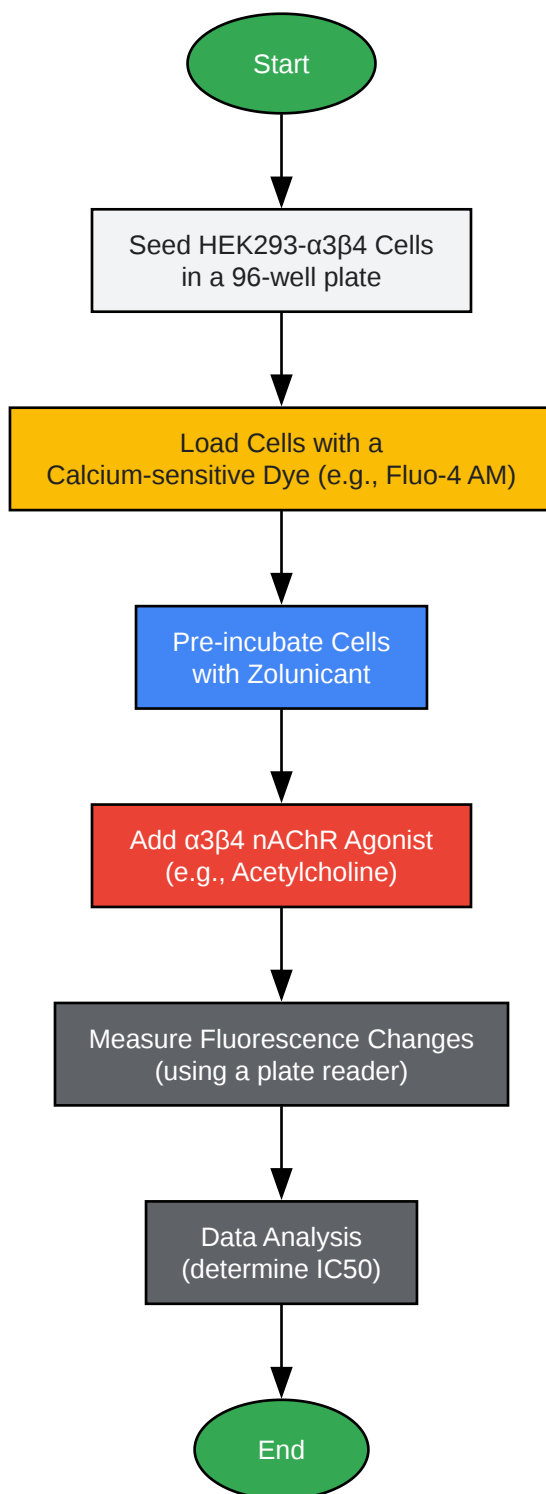 Start
Seed HEK293-α3β4 Cells
in a 96-well plate
Load Cells with a
Calcium-sensitive Dye (e.g., Fluo-4 AM)
Pre-incubate Cells
with Zolunicant
Add α3β4 nAChR Agonist
(e.g., Acetylcholine)
Measure Fluorescence Changes
(using a plate reader)
Data Analysis
(determine IC50)
End